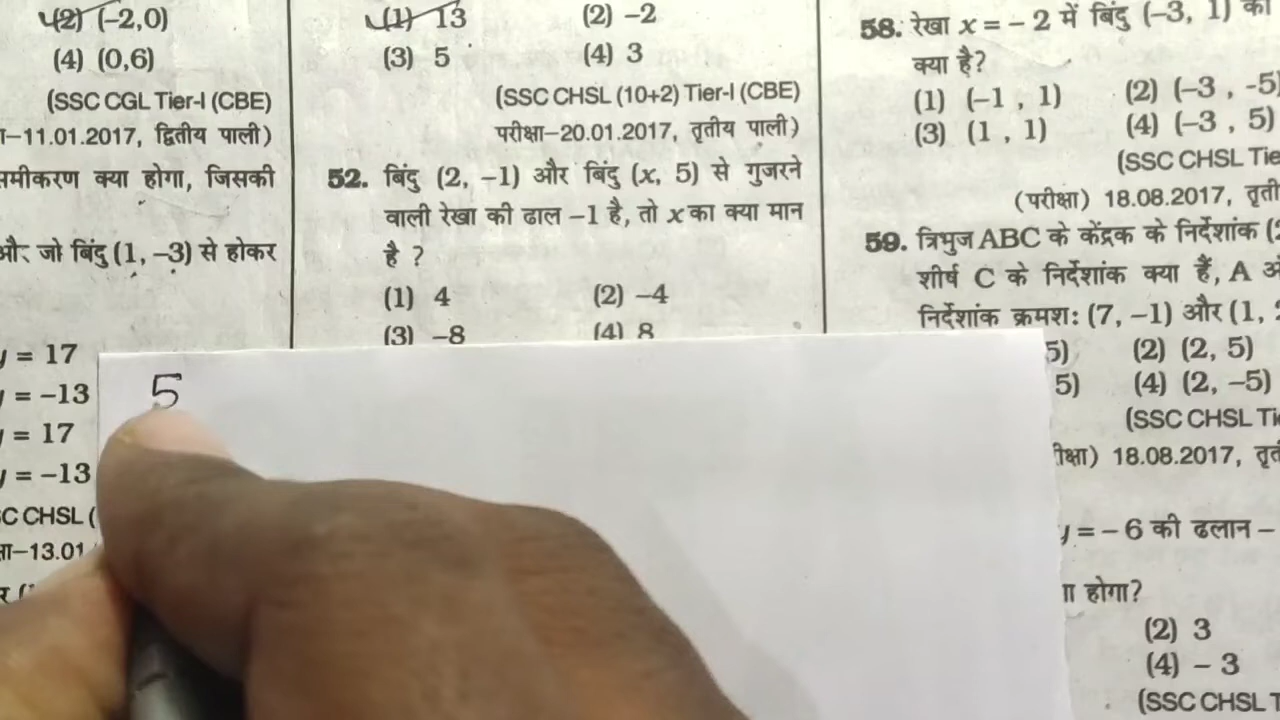 (2) (-2,0)
(4) (0,6)
(SSC CGL Tier-I (CBE)
-11.01.2017, द्वितीय पाली)
समीकरण क्या होगा, जिसकी
जो बिंदु (1, -3) से होकर
= 17
= -13
= 17
= -13
CHSL (
-13.01
(1) 13 (2) -2
(3) 5 (4) 3
(SSC CHSL (10+2) Tier-I (CBE)
परीक्षा-20.01.2017, तृतीय पाली)
52. बिंदु (2, -1) और बिंदु (x, 5) से गुजरने
वाली रेखा की ढाल -1 है, तो x का क्या मान
है ?
(1) 4 (2) -4
(3) -8 (4) 8
5
58. रेखा x = - 2 में बिंदु (-3, 1) का
क्या है?
(1) (-1 , 1) (2) (-3 , -5)
(3) (1 , 1) (4) (-3 , 5)
(SSC CHSL Tie
(परीक्षा) 18.08.2017,
59. त्रिभुज ABC के केंद्रक के निर्देशांक
शीर्ष C के निर्देशांक क्या हैं, A
निर्देशांक क्रमश: (7, -1) और (1,
5) (2) (2, 5)
5) (4) (2, -5)
(SSC CHSL
18.08.2017,
y = - 6 की ढलान -
होगा?
(2) 3
(4) - 3
(SSC CHSL T